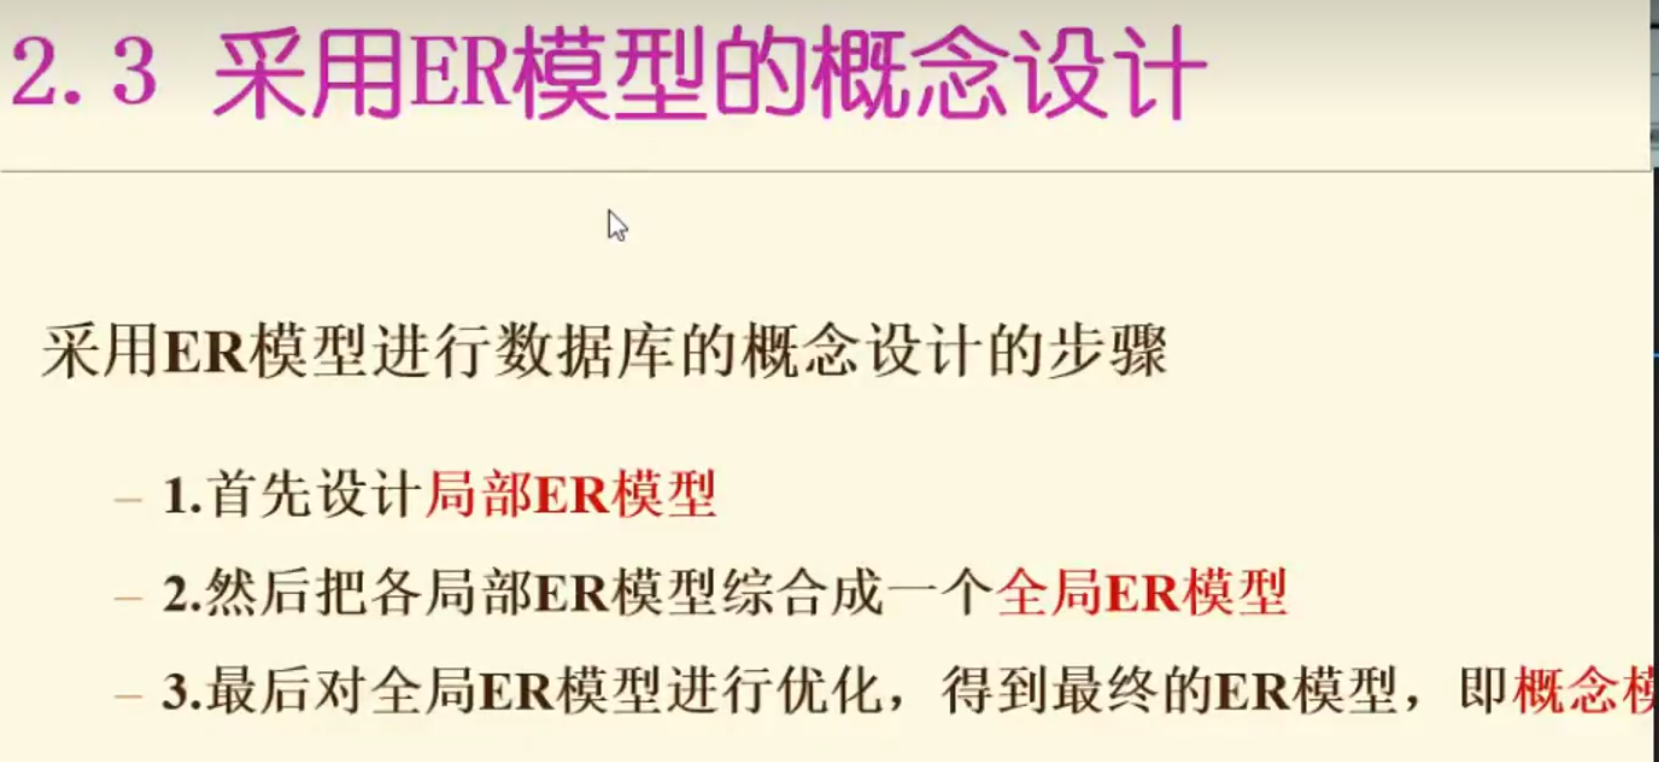 2.3 采用ER模型的概念设计
采用ER模型进行数据库的概念设计的步骤
– 1.首先设计局部ER模型
– 2.然后把各局部ER模型综合成一个全局ER模型
– 3.最后对全局ER模型进行优化，得到最终的ER模型，即概念模